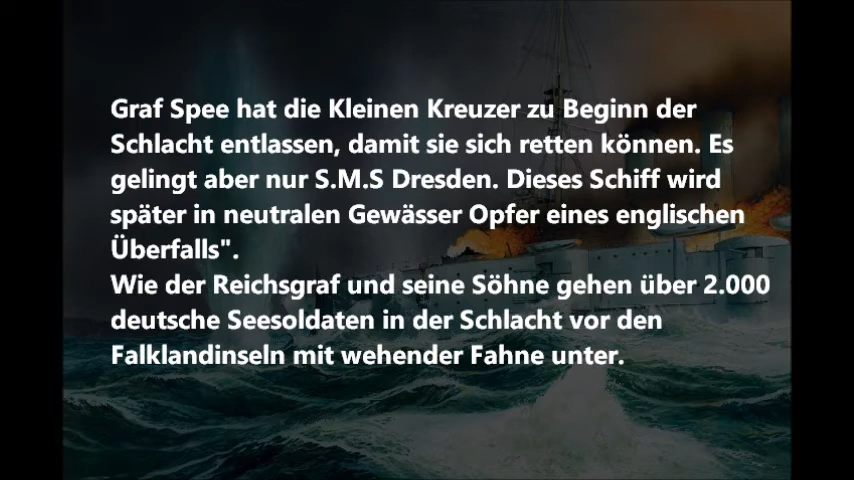 Graf Spee hat die Kleinen Kreuzer zu Beginn der
Schlacht entlassen, damit sie sich retten können. Es
gelingt aber nur S.M.S Dresden. Dieses Schiff wird
später in neutralen Gewässer Opfer eines englischen
Überfalls".
Wie der Reichsgraf und seine Söhne gehen über 2.000
deutsche Seesoldaten in der Schlacht vor den
Falklandinseln mit wehender Fahne unter.